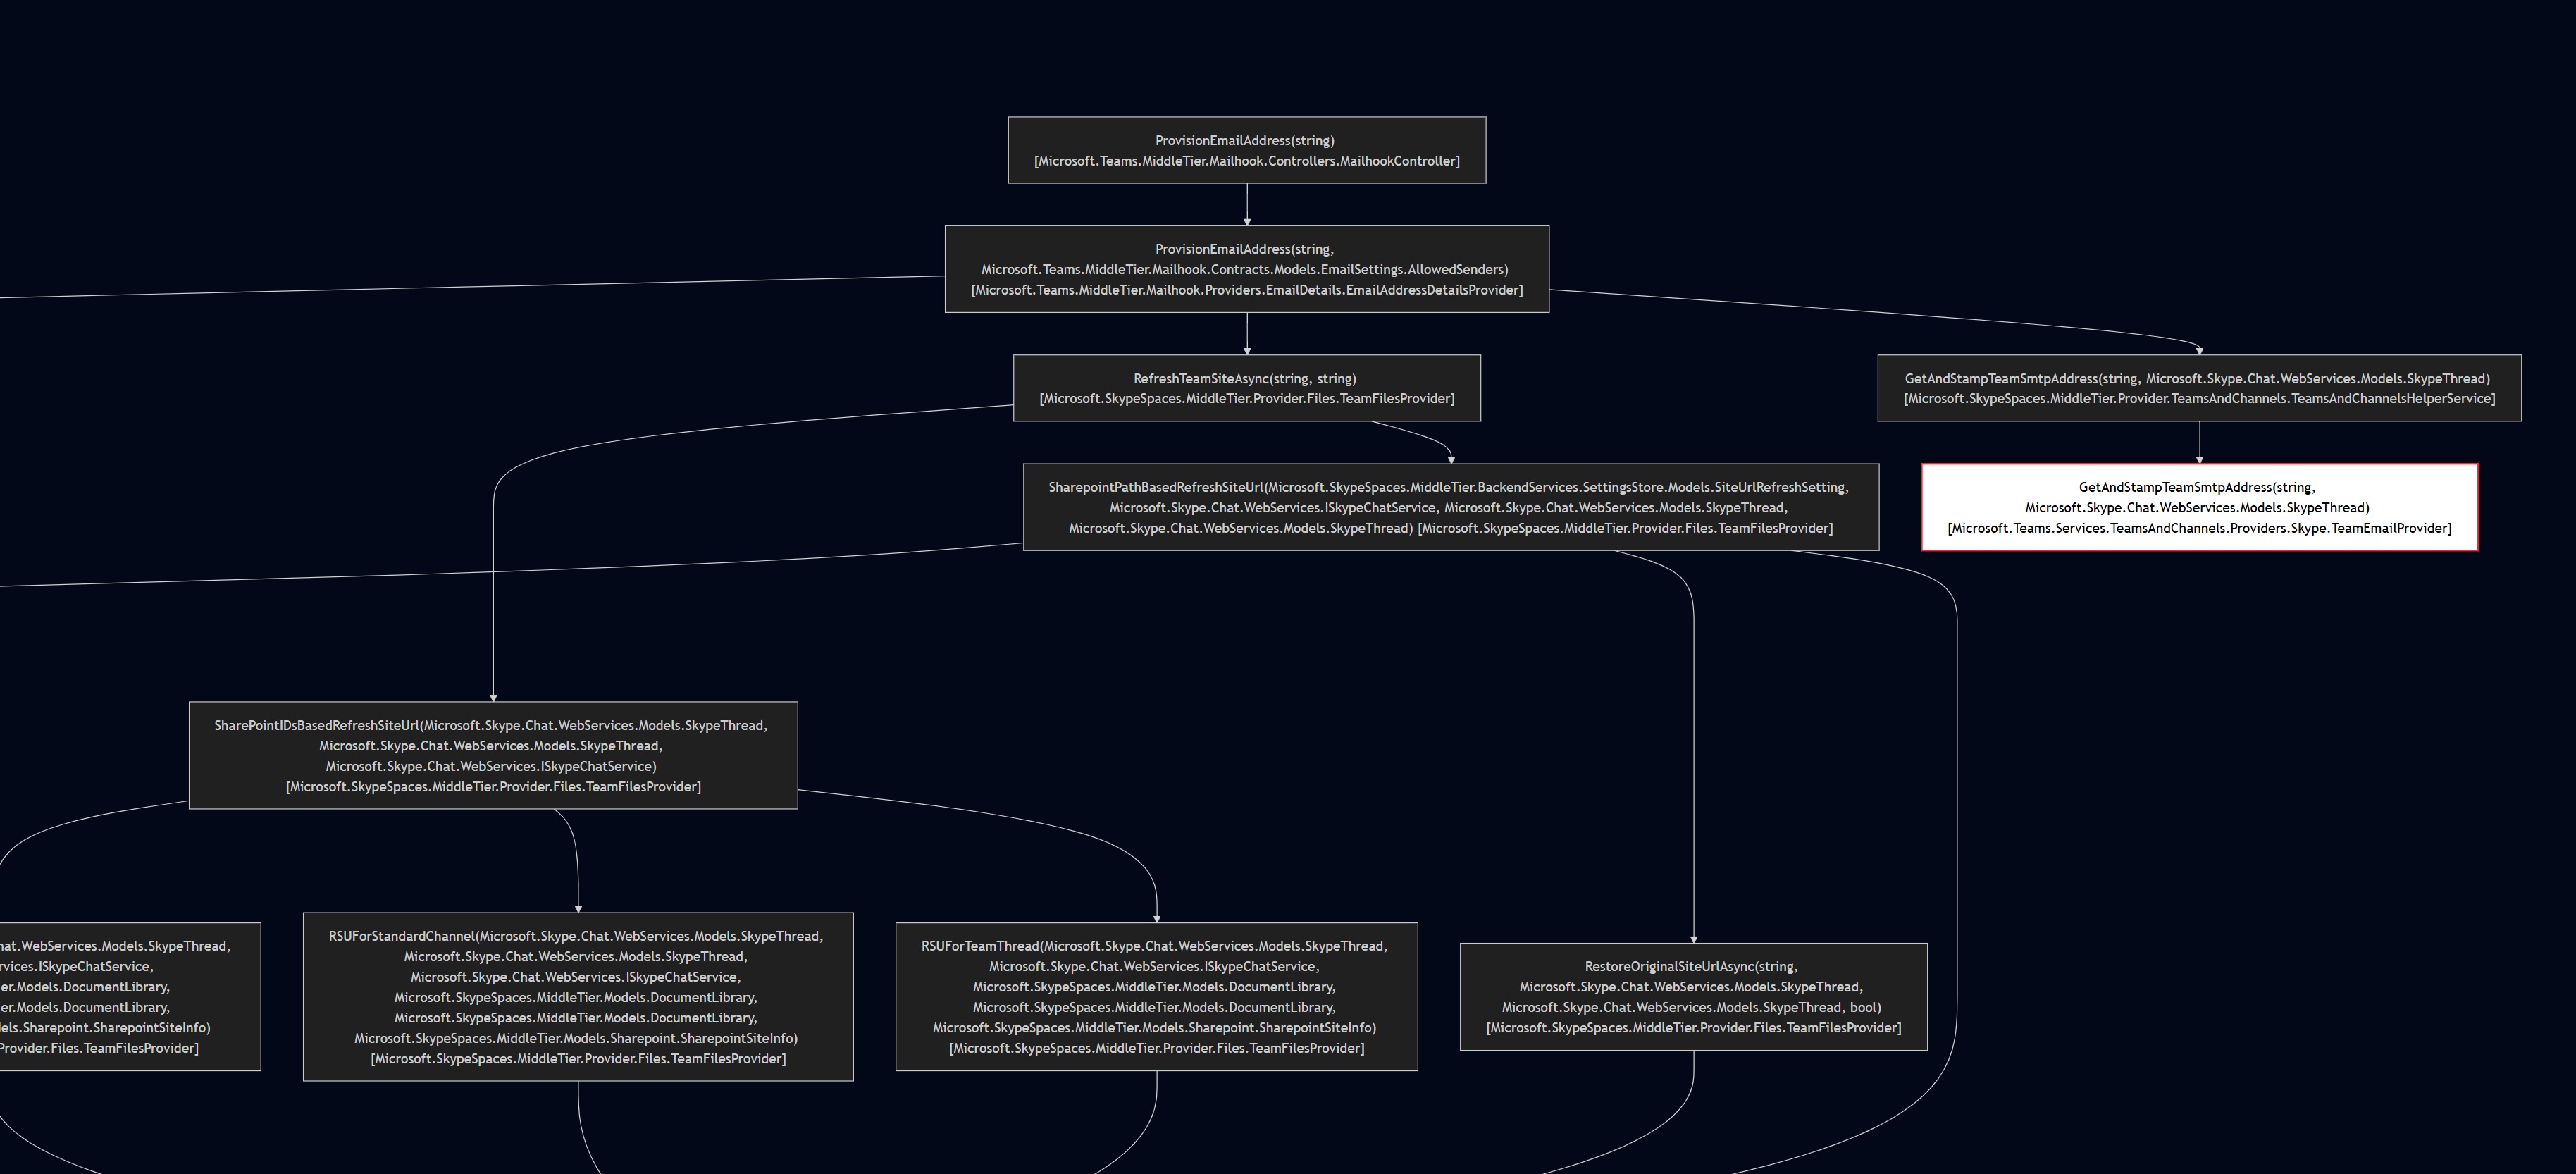 ProvisionEmailAddress(string)
[Microsoft.Teams.MiddleTier.Mailhook.Controllers.MailhookController]
ProvisionEmailAddress(string,
Microsoft.Teams.MiddleTier.Mailhook.Contracts.Models.EmailSettings.AllowedSenders)
[Microsoft.Teams.MiddleTier.Mailhook.Providers.EmailDetails.EmailAddressDetailsProvider]
RefreshTeamSiteAsync(string, string)
[Microsoft.SkypeSpaces.MiddleTier.Provider.Files.TeamFilesProvider]
GetAndStampTeamSmtpAddress(string, Microsoft.Skype.Chat.WebServices.Models.SkypeThread)
[Microsoft.SkypeSpaces.MiddleTier.Provider.TeamsAndChannels.TeamsAndChannelsHelperService]
SharepointPathBasedRefreshSiteUrl(Microsoft.SkypeSpaces.MiddleTier.BackendServices.SettingsStore.Models.SiteUrlRefreshSetting,
Microsoft.Skype.Chat.WebServices.ISkypeChatService, Microsoft.Skype.Chat.WebServices.Models.SkypeThread,
Microsoft.Skype.Chat.WebServices.Models.SkypeThread) [Microsoft.SkypeSpaces.MiddleTier.Provider.Files.TeamFilesProvider]
GetAndStampTeamSmtpAddress(string,
Microsoft.Skype.Chat.WebServices.Models.SkypeThread)
[Microsoft.Teams.Services.TeamsAndChannels.Providers.Skype.TeamEmailProvider]
SharePointIDsBasedRefreshSiteUrl(Microsoft.Skype.Chat.WebServices.Models.SkypeThread,
Microsoft.Skype.Chat.WebServices.Models.SkypeThread,
Microsoft.Skype.Chat.WebServices.ISkypeChatService)
[Microsoft.SkypeSpaces.MiddleTier.Provider.Files.TeamFilesProvider]
hat.WebServices.Models.SkypeThread,
rvices.ISkypeChatService,
er.Models.DocumentLibrary,
er.Models.DocumentLibrary,
dels.Sharepoint.SharepointSiteInfo)
Provider.Files.TeamFilesProvider]
RSUForStandardChannel(Microsoft.Skype.Chat.WebServices.Models.SkypeThread,
Microsoft.Skype.Chat.WebServices.Models.SkypeThread,
Microsoft.Skype.Chat.WebServices.ISkypeChatService,
Microsoft.SkypeSpaces.MiddleTier.Models.DocumentLibrary,
Microsoft.SkypeSpaces.MiddleTier.Models.DocumentLibrary,
Microsoft.SkypeSpaces.MiddleTier.Models.Sharepoint.SharepointSiteInfo)
[Microsoft.SkypeSpaces.MiddleTier.Provider.Files.TeamFilesProvider]
RSUForTeamThread(Microsoft.Skype.Chat.WebServices.Models.SkypeThread,
Microsoft.Skype.Chat.WebServices.ISkypeChatService,
Microsoft.SkypeSpaces.MiddleTier.Models.DocumentLibrary,
Microsoft.SkypeSpaces.MiddleTier.Models.DocumentLibrary,
Microsoft.SkypeSpaces.MiddleTier.Models.Sharepoint.SharepointSiteInfo)
[Microsoft.SkypeSpaces.MiddleTier.Provider.Files.TeamFilesProvider]
RestoreOriginalSiteUrlAsync(string,
Microsoft.Skype.Chat.WebServices.Models.SkypeThread,
Microsoft.Skype.Chat.WebServices.Models.SkypeThread, bool)
[Microsoft.SkypeSpaces.MiddleTier.Provider.Files.TeamFilesProvider]